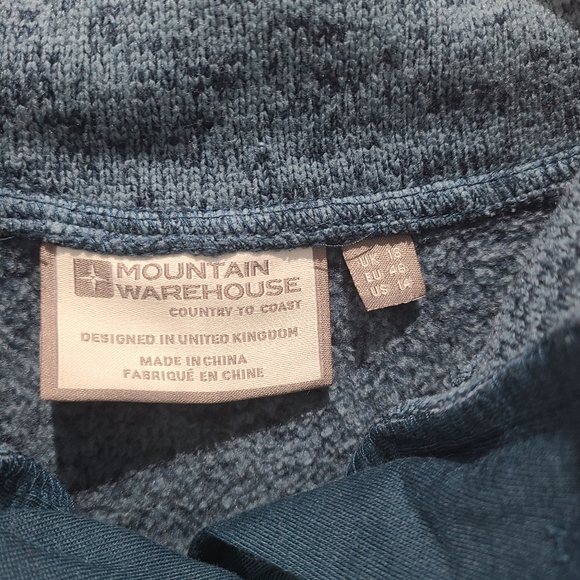 MOUNTAIN
WAREHOUSE
COUNTRY TO COAST
DESIGNED IN UNITED KINGDOM
MADE IN CHINA
FABRIQUÉ EN CHINE
UK 18
EU 46
US 14